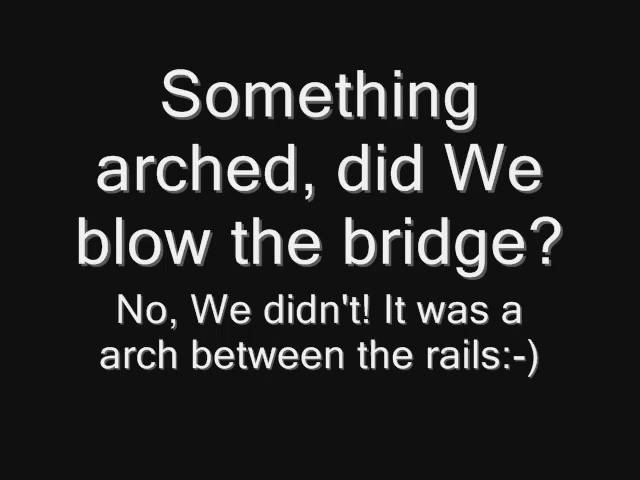 Something
arched, did We
blow the bridge?
No, We didn't! It was a
arch between the rails:-)